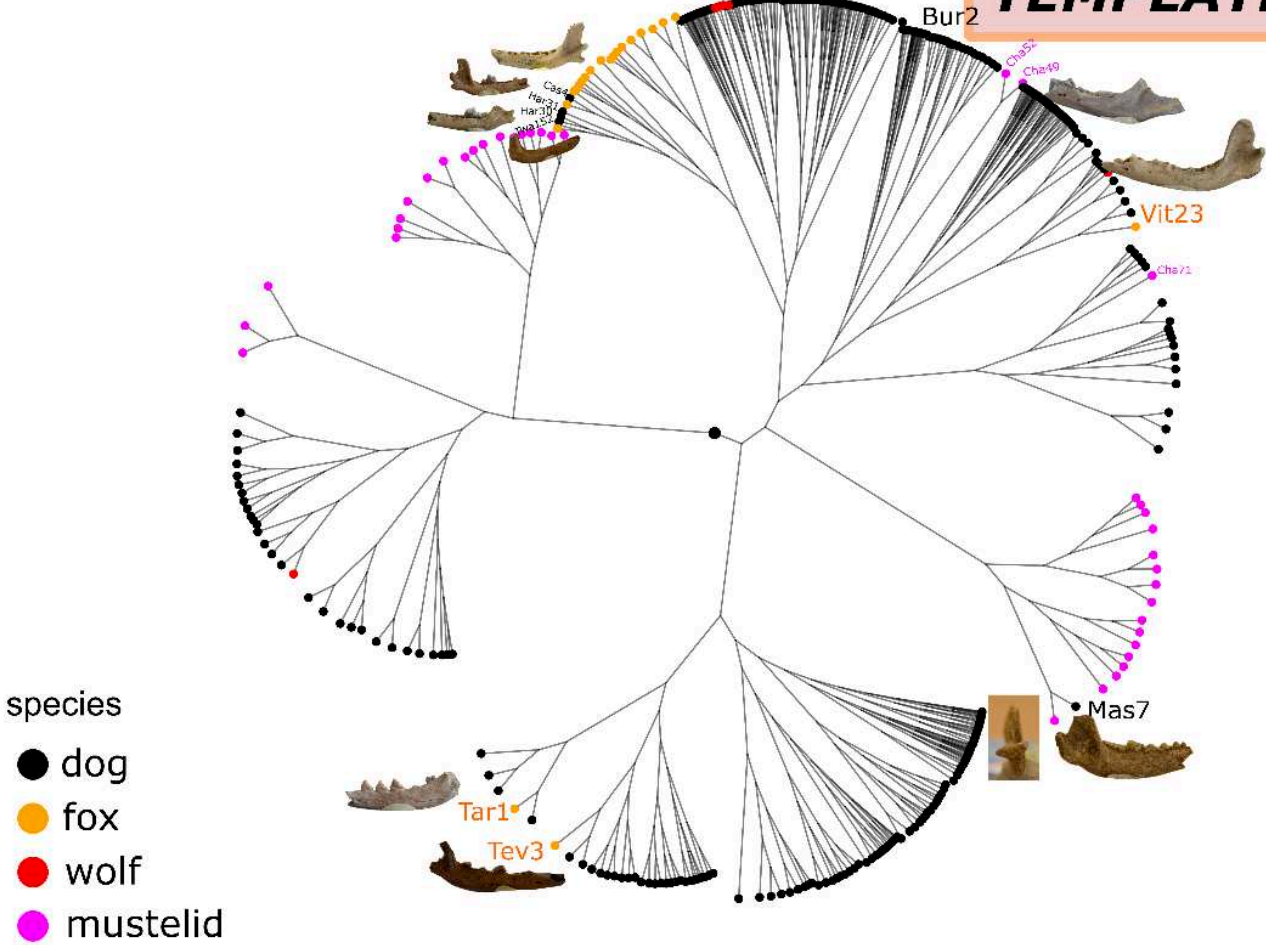 Bur2
Cha52
Cha49
Cas4
Har31
Har30
Vit23
Cha71
Mas7
Tar1
Tev3
species
dog
fox
wolf
mustelid